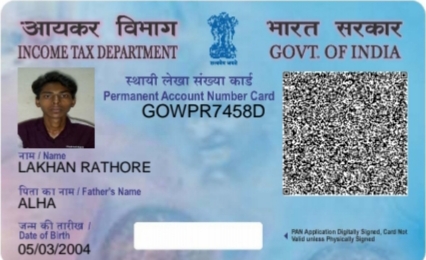 आयकर विभाग
INCOME TAX DEPARTMENT
भारत सरकार
GOVT. OF INDIA
स्थायी लेखा संख्या कार्ड
Permanent Account Number Card
GOWPR7458D
नाम / Name
LAKHAN RATHORE
पिता का नाम / Father's Name
ALHA
जन्म की तारीख /
Date of Birth
05/03/2004
PAN Application Digitally Signed, Card Not
Valid unless Physically Signed